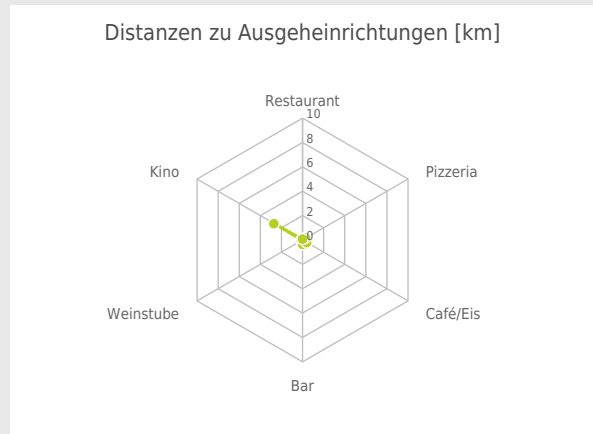 Distanzen zu Ausgeheinrichtungen [km]
Restaurant
10
Kino
8
Pizzeria
6
4
2
0
Weinstube
Café/Eis
Bar